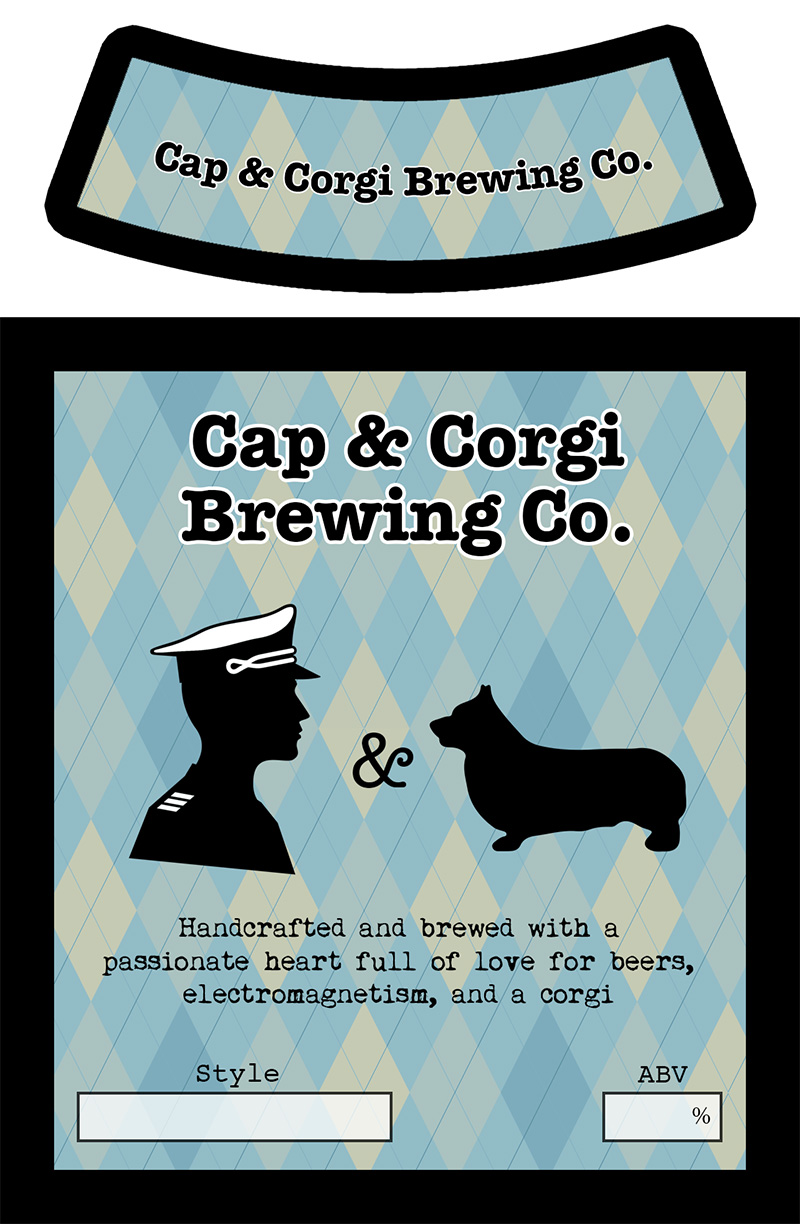 Cap & Corgi Brewing Co.
Cap & Corgi
Brewing Co.
&
Handcrafted and brewed with a
passionate heart full of love for beers,
electromagnetism, and a corgi
Style ABV
%